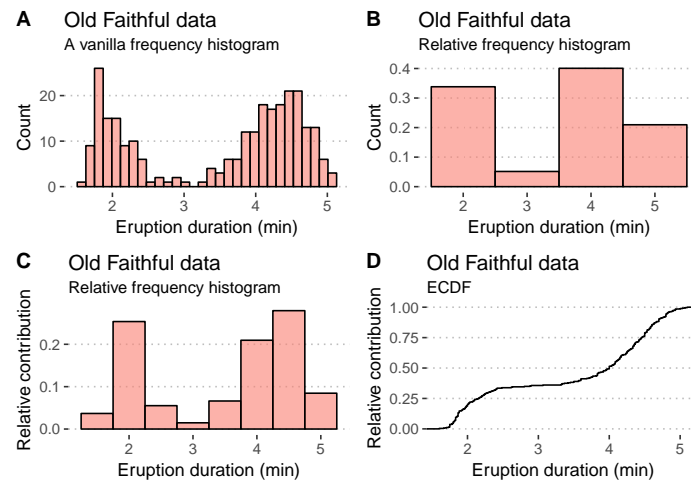 A Old Faithful data
A vanilla frequency histogram
Count
20
10
0
2 3 4 5
Eruption duration (min)
B Old Faithful data
Relative frequency histogram
Count
0.4
0.3
0.2
0.1
0.0
2 3 4 5
Eruption duration (min)
C Old Faithful data
Relative frequency histogram
Relative contribution
0.2
0.1
0.0
2 3 4 5
Eruption duration (min)
D Old Faithful data
ECDF
Relative contribution
1.00
0.75
0.50
0.25
0.00
2 3 4 5
Eruption duration (min)